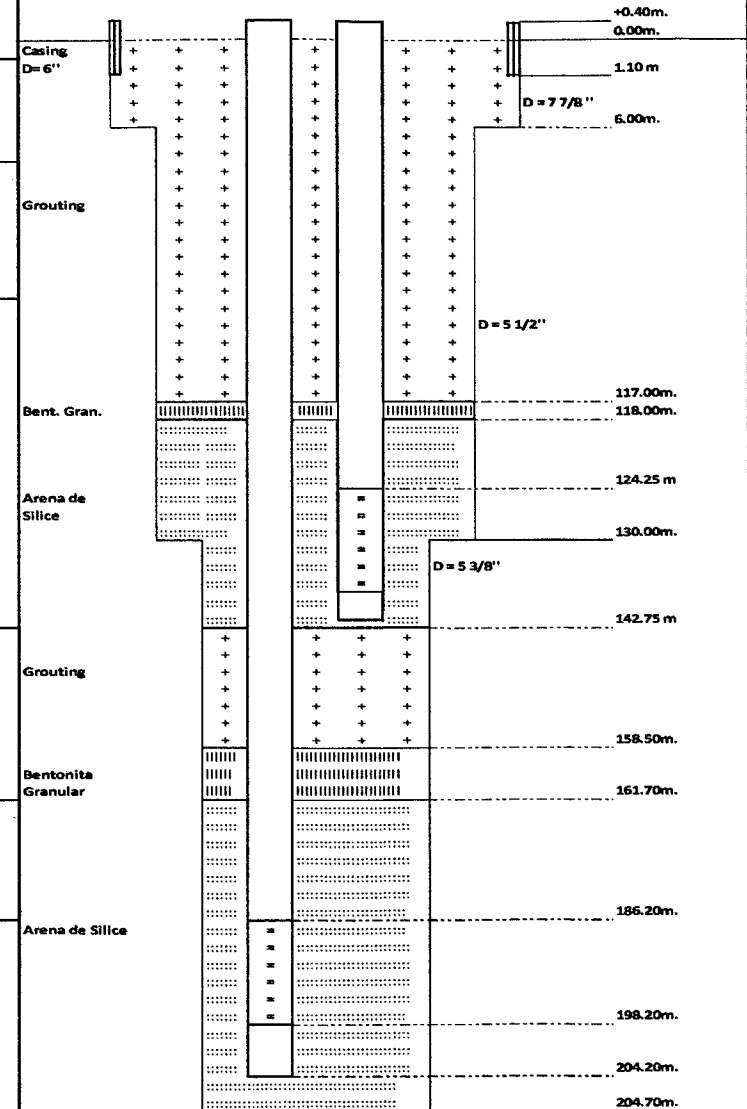 +0.40m.
0.00m.
Casing
D= 6''
1.10 m
D = 7 7/8 ''
6.00m.
Grouting
D = 5 1/2''
117.00m.
Bent. Gran.
118.00m.
124.25 m
Arena de
Silice
130.00m.
D = 5 3/8''
142.75 m
Grouting
158.50m.
Bentonita
Granular
161.70m.
186.20m.
Arena de Silice
198.20m.
204.20m.
204.70m.